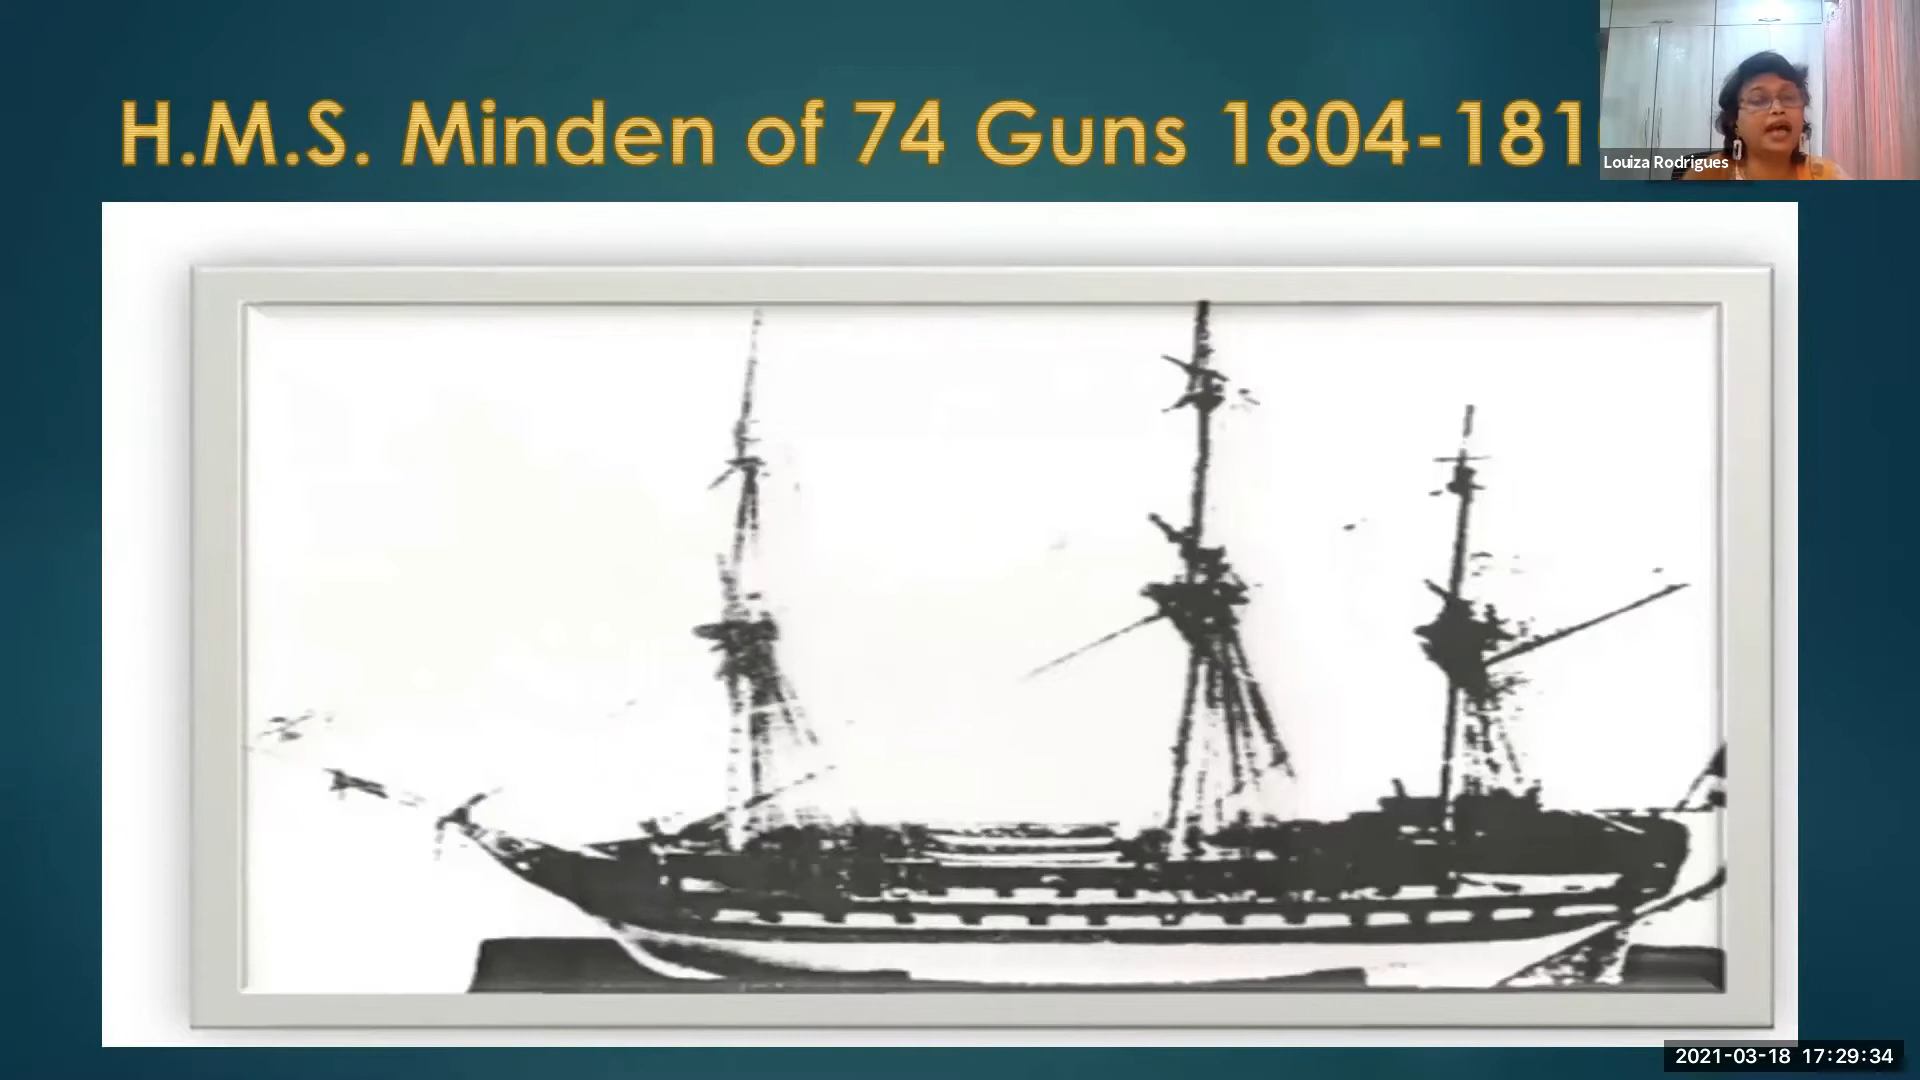 H.M.S. Minden of 74 Guns 1804-181
Louiza Rodrigues
2021-03-18 17:29:34